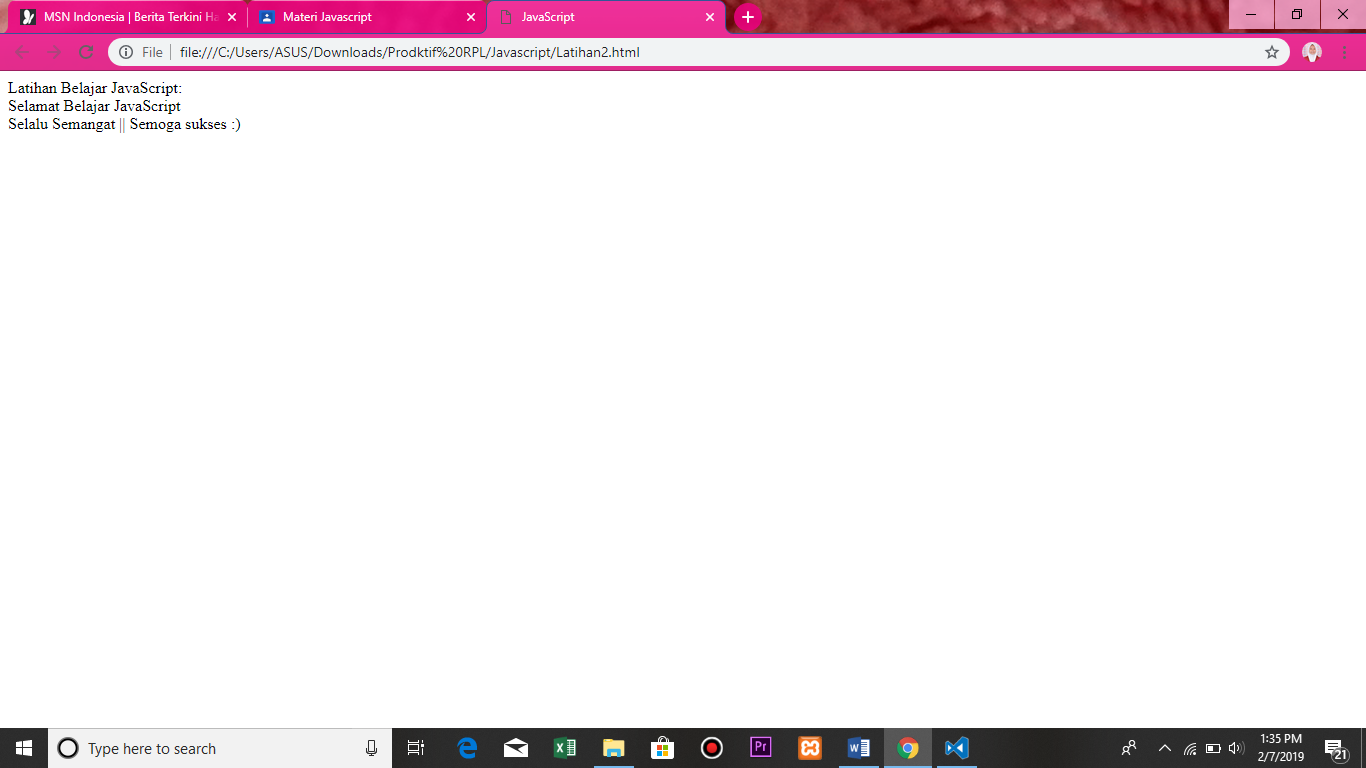 MSN Indonesia | Berita Terkini Ha
Materi Javascript
JavaScript
File
file:///C:/Users/ASUS/Downloads/Prodktif%20RPL/Javascript/Latihan2.html
Latihan Belajar JavaScript:
Selamat Belajar JavaScript
Selalu Semangat || Semoga sukses :)
Type here to search
Pr
1:35 PM
2/7/2019
21